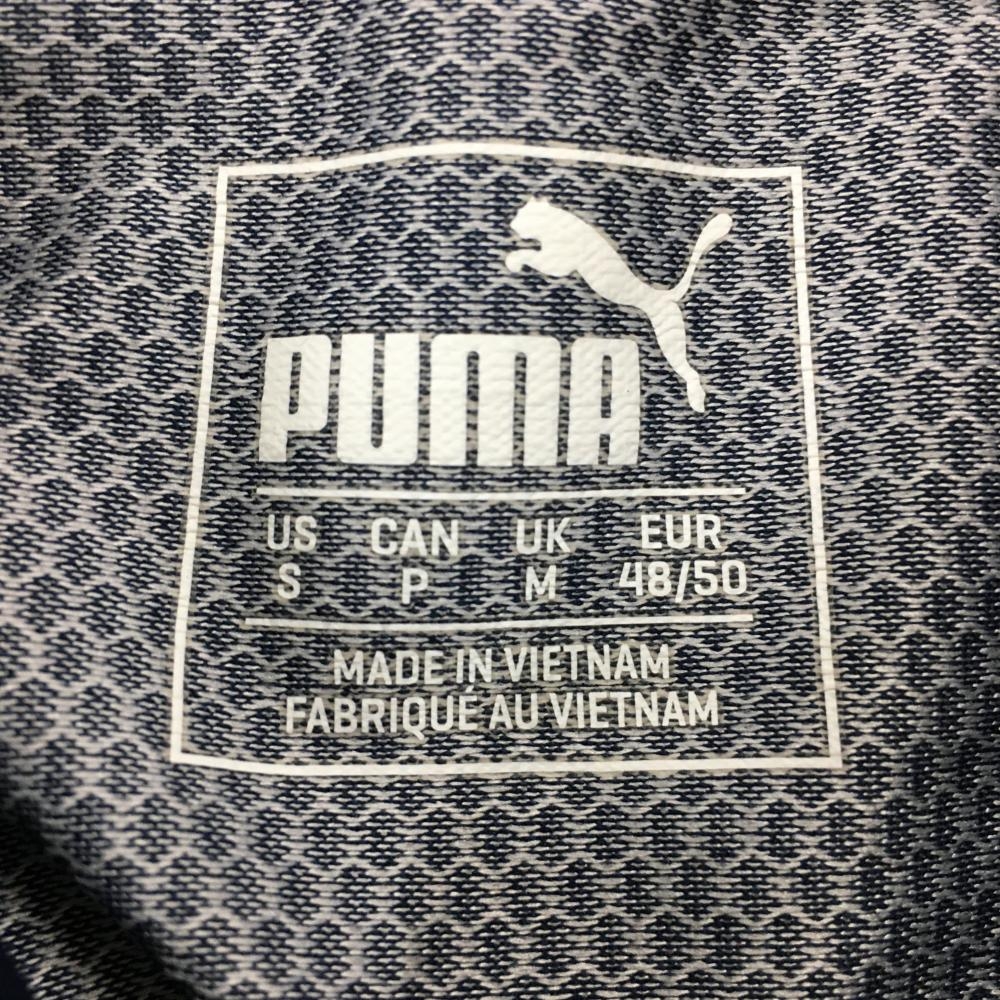 PUMA
US CAN UK EUR
S P M 48/50
MADE IN VIETNAM
FABRIQUÉ AU VIETNAM